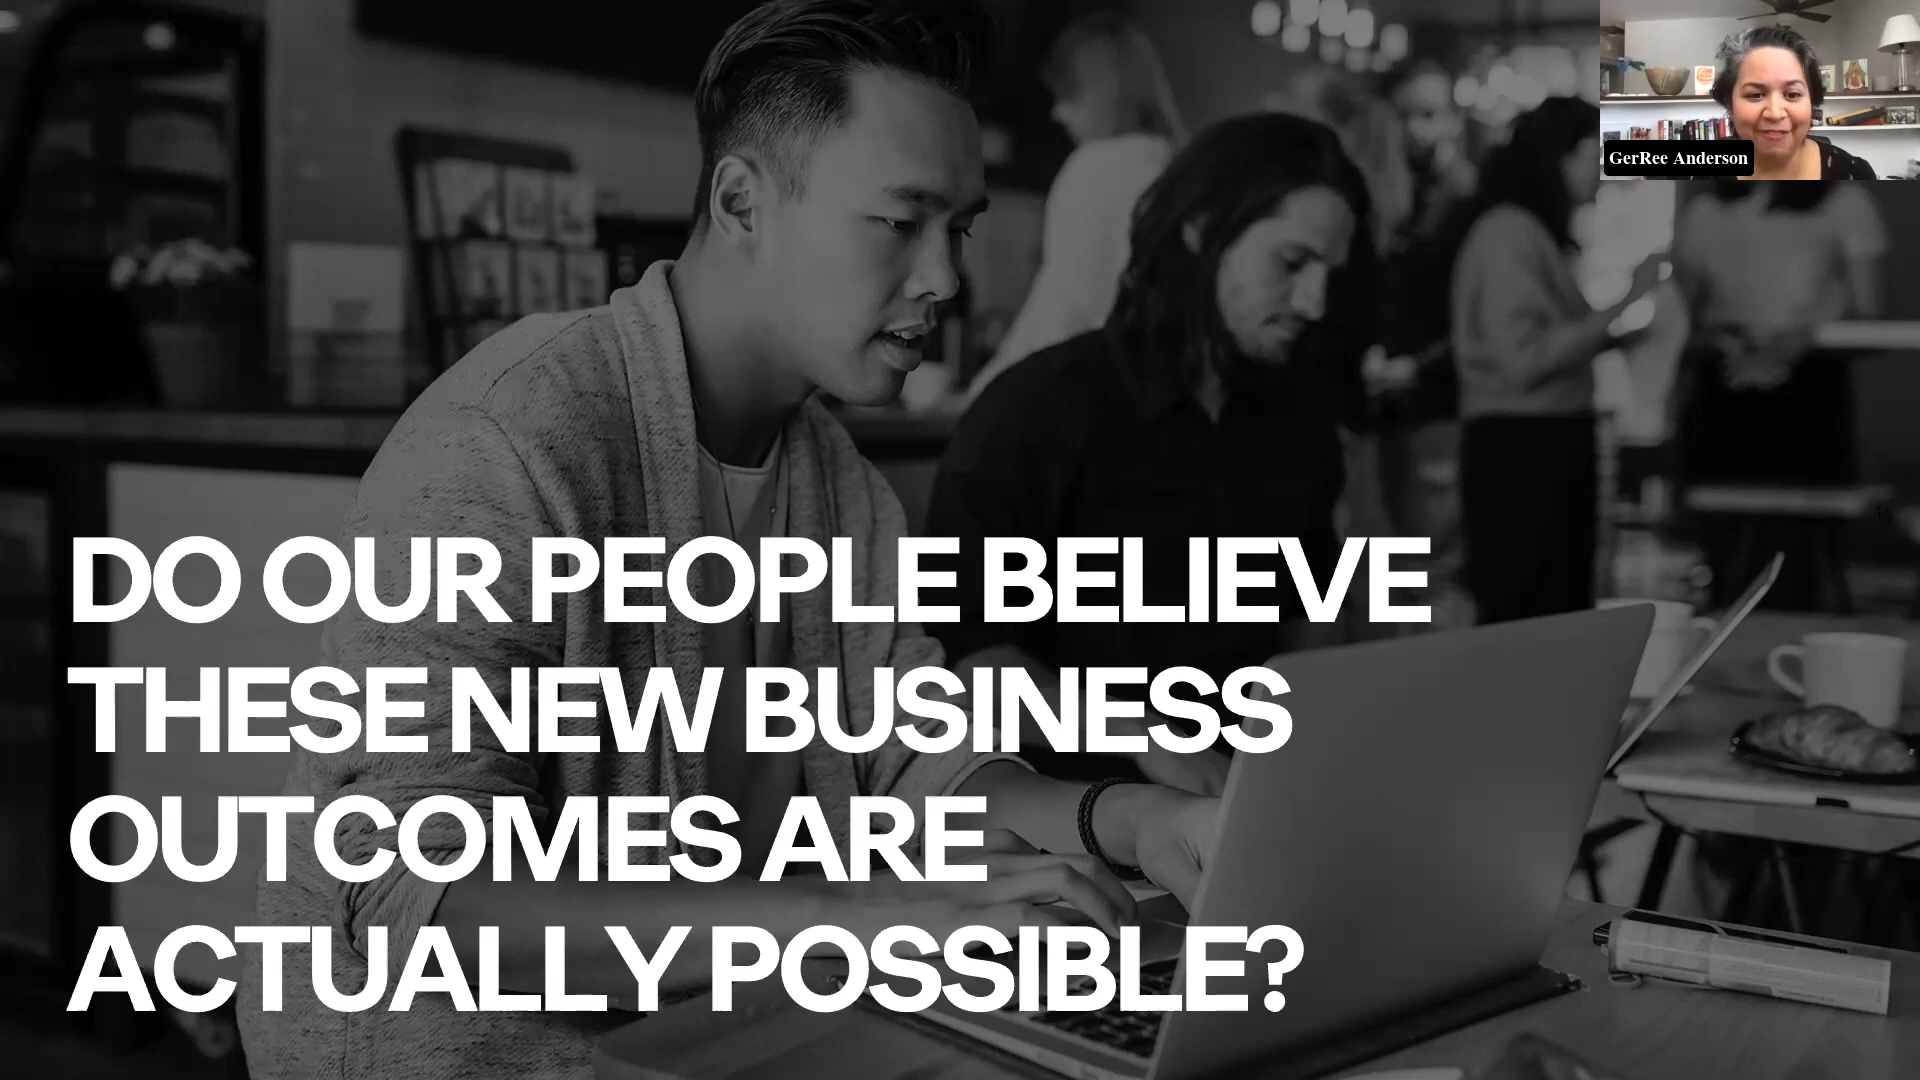 GerRee Anderson
DO OUR PEOPLE BELIEVE
THESE NEW BUSINESS
OUTCOMES ARE
ACTUALLY POSSIBLE?